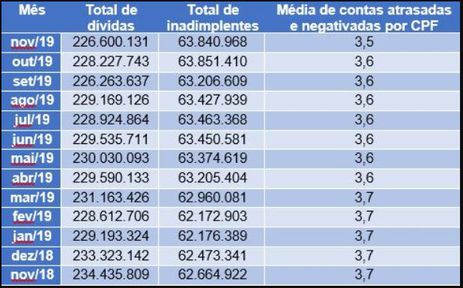 Mês Total de dívidas Total de inadimplentes Média de contas atrasadas e negativadas por CPF
nov/19 226.600.131 63.840.968 3,5
out/19 228.227.743 63.851.410 3,6
set/19 226.263.637 63.206.609 3,6
ago/19 229.169.126 63.427.939 3,6
jul/19 228.924.864 63.463.368 3,6
jun/19 229.535.711 63.450.581 3,6
mai/19 230.030.093 63.374.619 3,6
abr/19 229.590.133 63.205.404 3,6
mar/19 231.163.426 62.960.081 3,7
fev/19 228.612.706 62.172.903 3,7
jan/19 229.193.324 62.176.389 3,7
dez/18 233.323.142 62.473.341 3,7
nov/18 234.435.809 62.664.922 3,7